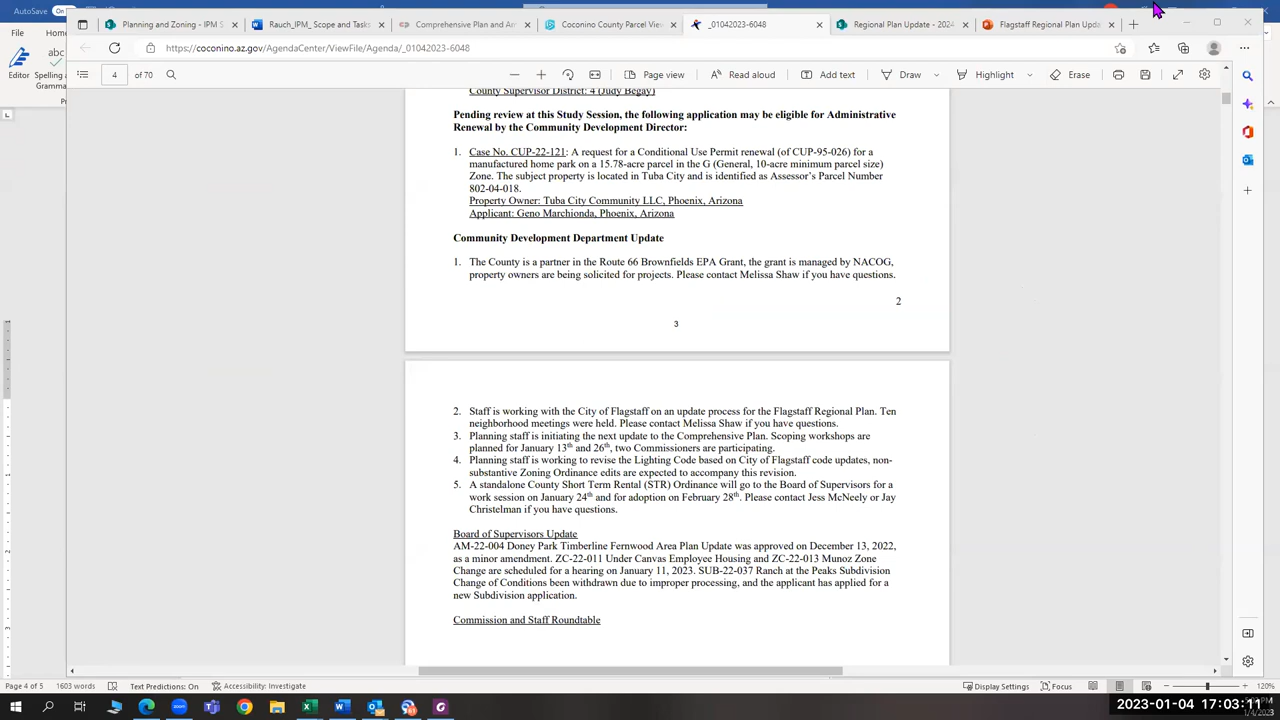 AutoSave
Planning and Zoning - IPM S
Rauch_IPM_ Scope and Tasks
Comprehensive Plan and Am
Coconino County Parcel View
_01042023-6048
Regional Plan Update - 2024
Flagstaff Regional Plan Upda
https://coconino.az.gov/AgendaCenter/ViewFile/Agenda/_01042023-6048
File
4 of 70
Page view
Read aloud
Add text
Draw
Highlight
Erase
Editor
Spelling
Gramma
County Supervisor District: 4 (Judy Begay)
Pending review at this Study Session, the following application may be eligible for Administrative
Renewal by the Community Development Director:
1. Case No. CUP-22-121: A request for a Conditional Use Permit renewal (of CUP-95-026) for a
manufactured home park on a 15.78-acre parcel in the G (General, 10-acre minimum parcel size)
Zone. The subject property is located in Tuba City and is identified as Assessor's Parcel Number
802-04-018.
Property Owner: Tuba City Community LLC, Phoenix, Arizona
Applicant: Geno Marchionda, Phoenix, Arizona
Community Development Department Update
1. The County is a partner in the Route 66 Brownfields EPA Grant, the grant is managed by NACOG,
property owners are being solicited for projects. Please contact Melissa Shaw if you have questions.
2
3
2. Staff is working with the City of Flagstaff on an update process for the Flagstaff Regional Plan. Ten
neighborhood meetings were held. Please contact Melissa Shaw if you have questions.
3. Planning staff is initiating the next update to the Comprehensive Plan. Scoping workshops are
planned for January 13th and 26th, two Commissioners are participating.
4. Planning staff is working to revise the Lighting Code based on City of Flagstaff code updates, non-
substantive Zoning Ordinance edits are expected to accompany this revision.
5. A standalone County Short Term Rental (STR) Ordinance will go to the Board of Supervisors for a
work session on January 24th and for adoption on February 28th. Please contact Jess McNeely or Jay
Christelman if you have questions.
Board of Supervisors Update
AM-22-004 Doney Park Timberline Fernwood Area Plan Update was approved on December 13, 2022,
as a minor amendment. ZC-22-011 Under Canvas Employee Housing and ZC-22-013 Munoz Zone
Change are scheduled for a hearing on January 11, 2023. SUB-22-037 Ranch at the Peaks Subdivision
Change of Conditions been withdrawn due to improper processing, and the applicant has applied for a
new Subdivision application.
Commission and Staff Roundtable
Page 4 of 5
1603 words
Text Predictions: On
Accessibility: Investigate
Display Settings
Focus
120%
2023-01-04 17:03:11